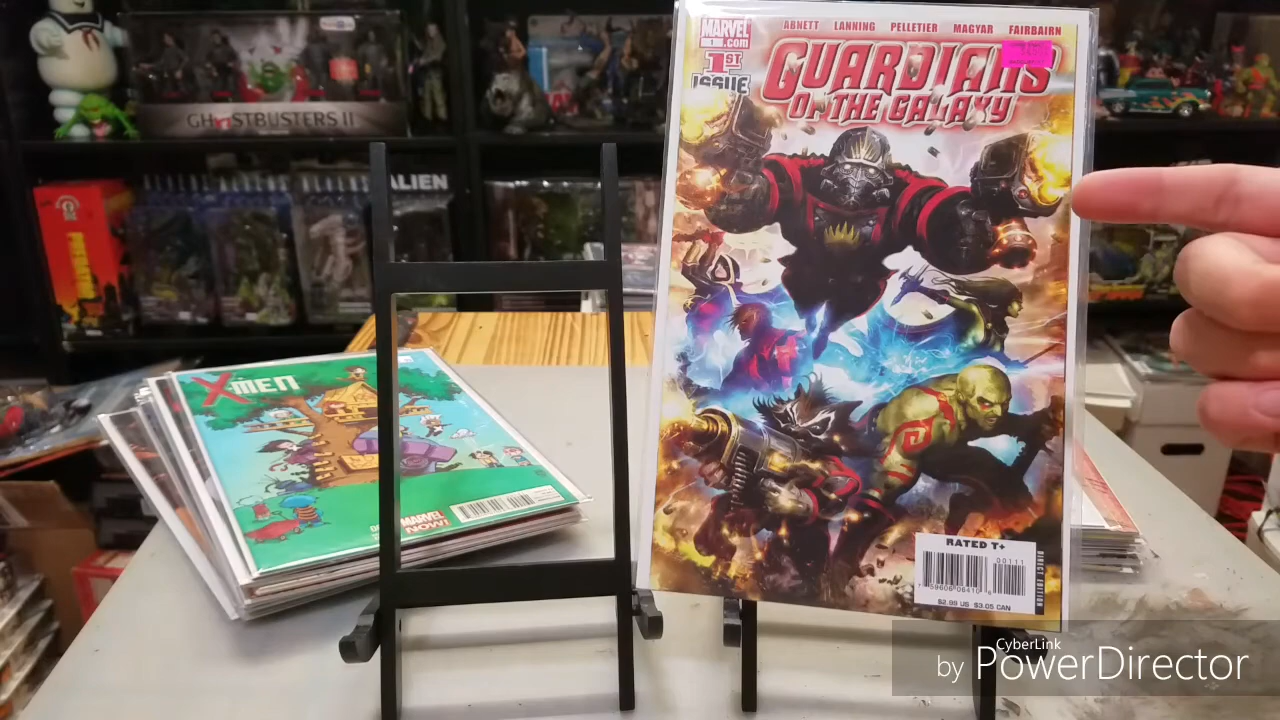 GHOSTBUSTERS II
ALIEN
X-MEN
MARVEL
NOW!
MARVEL
.com
1ST
ISSUE
ABNETT LANNING PELLETIER MAGYAR FAIRBAIRN
GUARDIANS
OF THE GALAXY
RATED T+
00111
DIRECT EDITION
$2.99 US $3.05 CAN
CyberLink
by PowerDirector